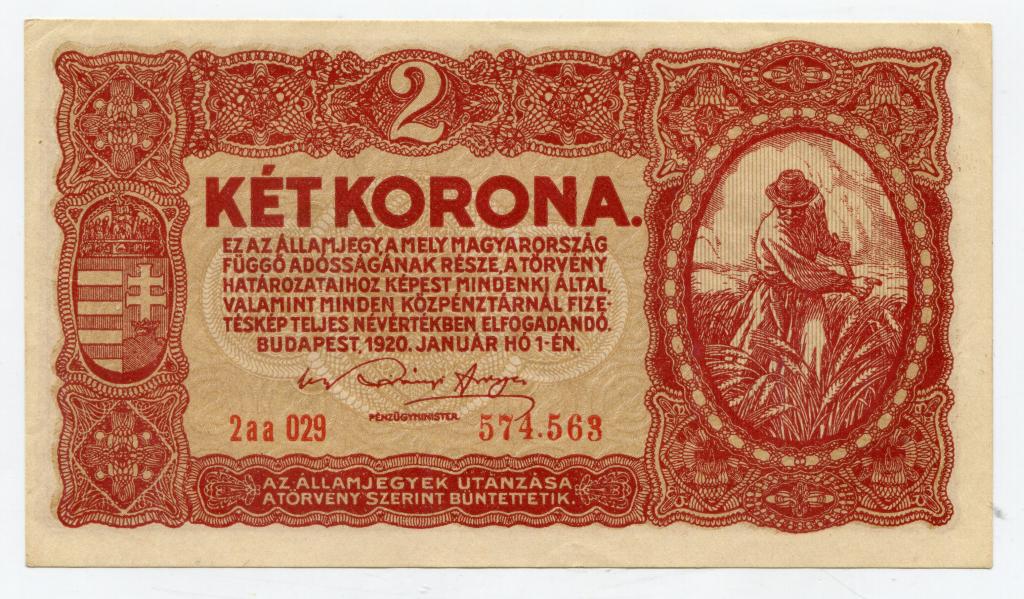 2
KÉT KORONA.
EZ AZ ÁLLAMJEGY, A MELY MAGYARORSZÁG
FÜGGŐ ADÓSSÁGÁNAK RÉSZE, A TÖRVÉNY
HATÁROZATAIHOZ KÉPEST MINDENKI ÁLTAL,
VALAMINT MINDEN KÖZPÉNZTÁRNÁL FIZE-
TÉSKÉP TELJES NÉVÉRTÉKBEN ELFOGADANDÓ.
BUDAPEST, 1920. JANUÁR HÓ 1-ÉN.
PÉNZÜGYMINISTER.
2aa 029 574.563
AZ ÁLLAMJEGYEK UTÁNZÁSA
A TÖRVÉNY SZERINT BÜNTETTETIK.